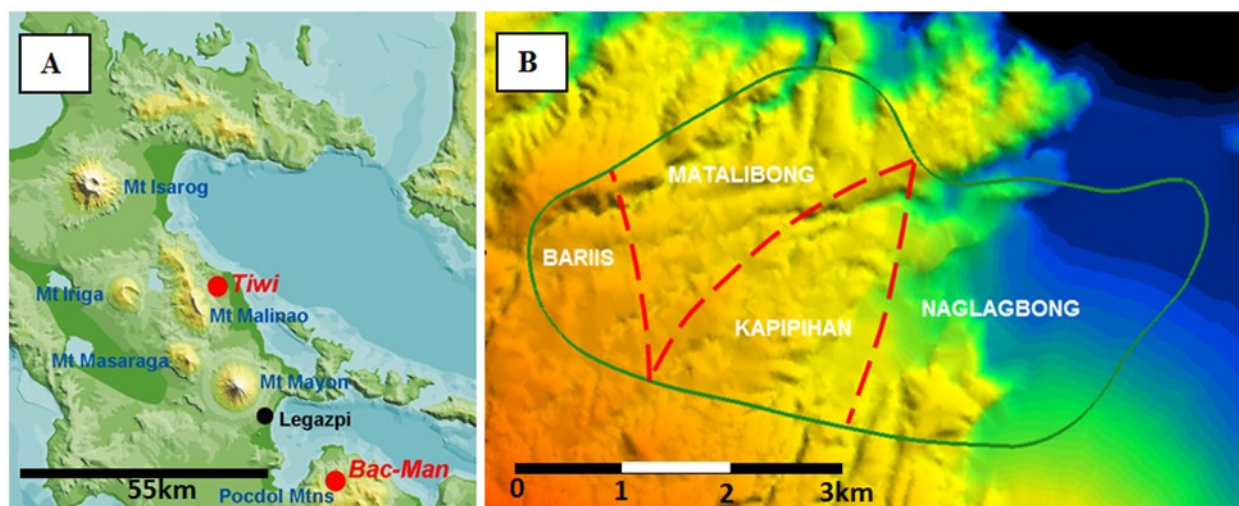 A
Mt Isarog
Tiwi
Mt Iriga
Mt Malinao
Mt Masaraga
Mt Mayon
Legazpi
Bac-Man
55km
Pocdol Mtns
B
MATALIBONG
BARIIS
KAPIPIHAN
NAGLAGBONG
0 1 2 3km